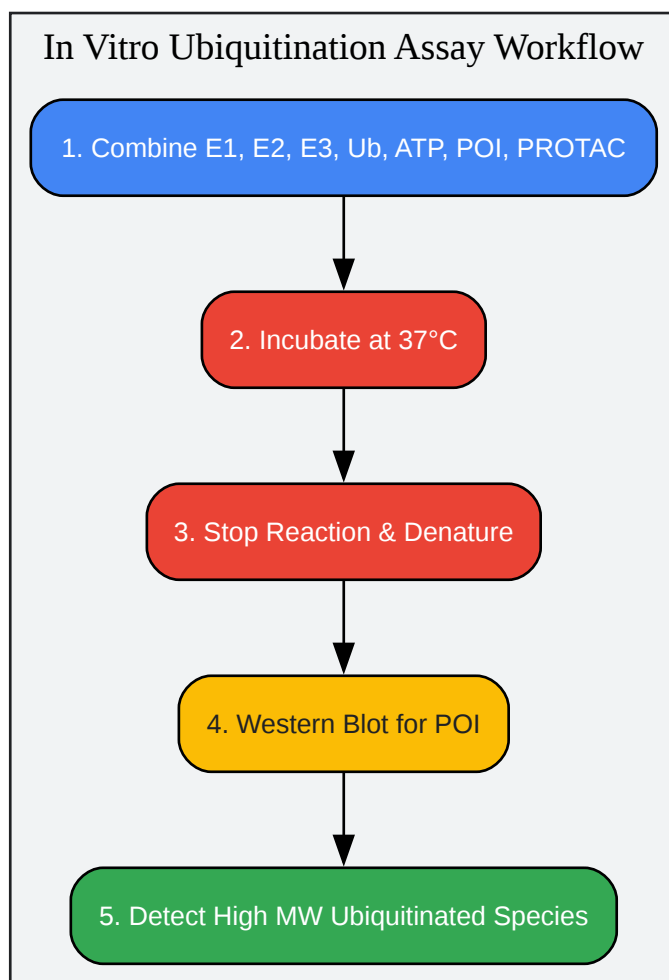 In Vitro Ubiquitination Assay Workflow
1. Combine E1, E2, E3, Ub, ATP, POI, PROTAC
2. Incubate at 37°C
3. Stop Reaction & Denature
4. Western Blot for POI
5. Detect High MW Ubiquitinated Species